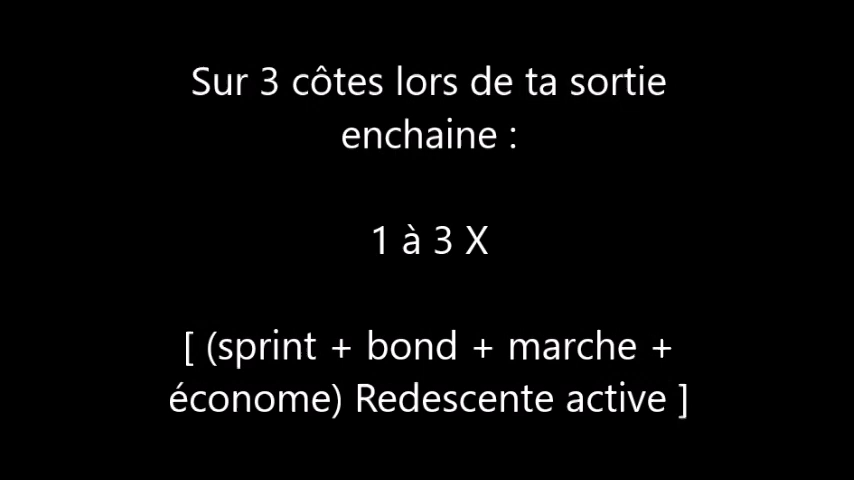 Sur 3 côtes lors de ta sortie
enchaine :
1 à 3 X
[ (sprint + bond + marche +
économe) Redescente active ]